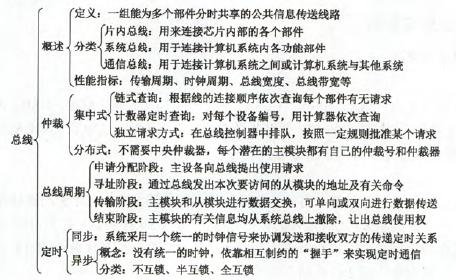 总线
概述
定义：一组能为多个部件分时共享的公共信息传送线路
分类
片内总线：用来连接芯片内部的各个部件
系统总线：用于连接计算机系统内各功能部件
通信总线：用于连接计算机系统之间或计算机系统与其他系统
性能指标：传输周期、时钟周期、总线宽度、总线带宽等
仲裁
集中式
链式查询：根据线的连接顺序依次查询每个部件有无请求
计数器定时查询：对每个设备编号，用计算器依次查询
独立请求方式：在总线控制器中排队，按照一定规则批准某个请求
分布式：不需要中央仲裁器，每个潜在的主模块都有自己的仲裁号和仲裁器
总线周期
申请分配阶段：主设备向总线提出使用请求
寻址阶段：通过总线发出本次要访问的从模块的地址及有关命令
传输阶段：主模块和从模块进行数据交换，可单向或双向进行数据传送
结束阶段：主模块的有关信息均从系统总线上撤除，让出总线使用权
定时
同步：系统采用一个统一的时钟信号来协调发送和接收双方的传递定时关系
异步
概念：没有统一的时钟，依靠相互制约的“握手”来实现定时通信
分类：不互锁、半互锁、全互锁